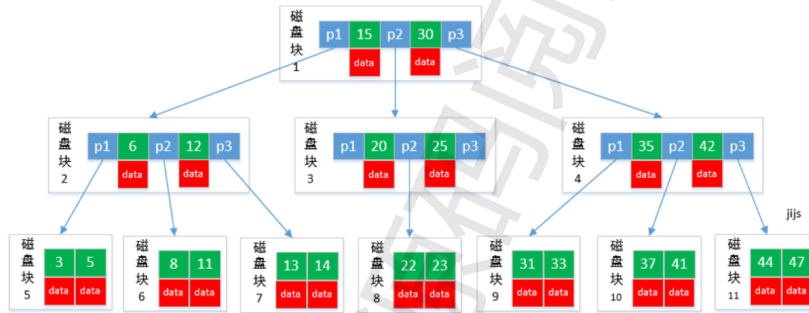 磁盘块1 p1 15 p2 30 p3
data data
磁盘块2 p1 6 p2 12 p3
data data
磁盘块3 p1 20 p2 25 p3
data data
磁盘块4 p1 35 p2 42 p3
data data
jijs
磁盘块5 3 5
data data
磁盘块6 8 11
data data
磁盘块7 13 14
data data
磁盘块8 22 23
data data
磁盘块9 31 33
data data
磁盘块10 37 41
data data
磁盘块11 44 47
data data
源码阅